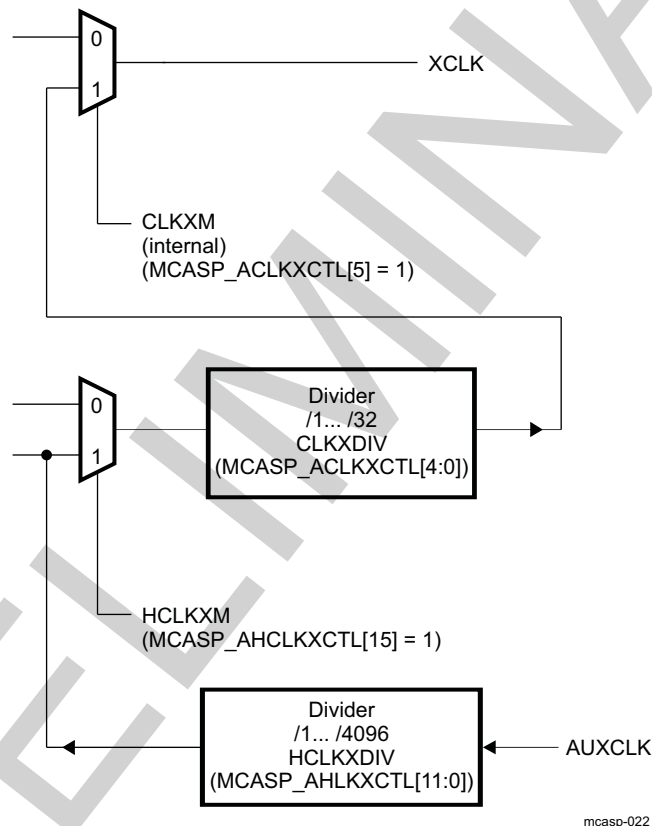 0
XCLK
1
CLKXM
(internal)
(MCASP_ACLKXCTL[5] = 1)
Divider
/1... /32
CLKXDIV
(MCASP_ACLKXCTL[4:0])
0
1
HCLKXM
(MCASP_AHCLKXCTL[15] = 1)
Divider
/1... /4096
HCLKXDIV
(MCASP_AHLKXCTL[11:0])
AUXCLK
mcasp-022
ELIMINA